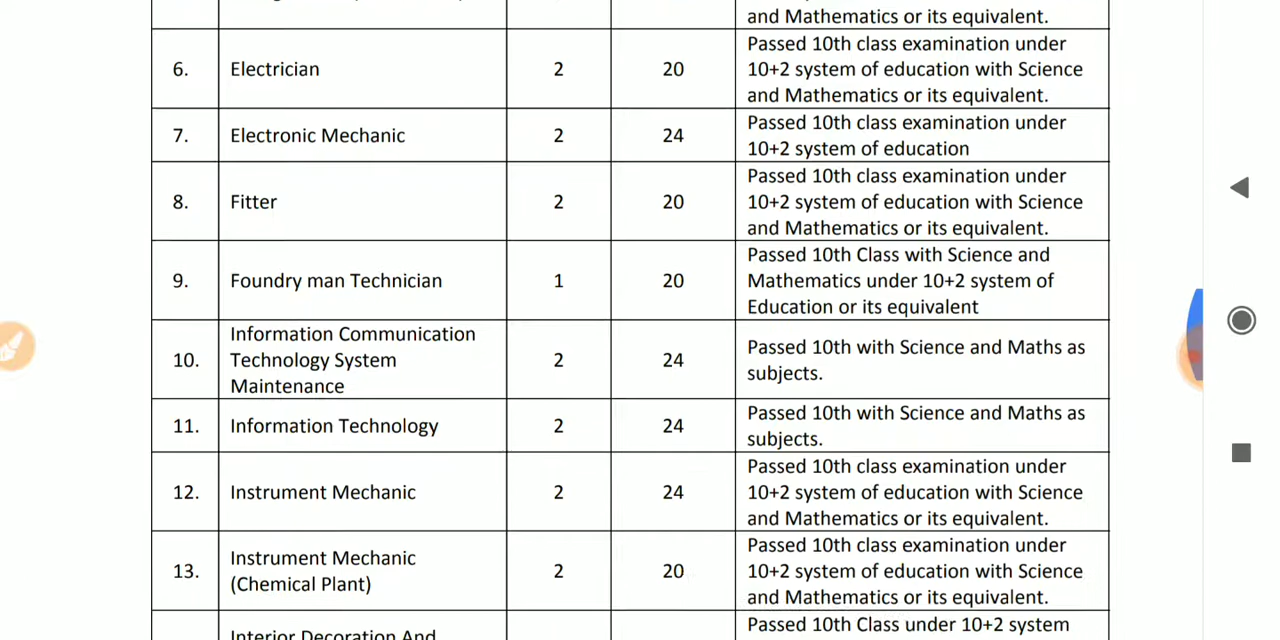 and Mathematics or its equivalent.
6. Electrician 2 20 Passed 10th class examination under
10+2 system of education with Science
and Mathematics or its equivalent.
7. Electronic Mechanic 2 24 Passed 10th class examination under
10+2 system of education
8. Fitter 2 20 Passed 10th class examination under
10+2 system of education with Science
and Mathematics or its equivalent.
9. Foundry man Technician 1 20 Passed 10th Class with Science and
Mathematics under 10+2 system of
Education or its equivalent
10. Information Communication
Technology System
Maintenance 2 24 Passed 10th with Science and Maths as
subjects.
11. Information Technology 2 24 Passed 10th with Science and Maths as
subjects.
12. Instrument Mechanic 2 24 Passed 10th class examination under
10+2 system of education with Science
and Mathematics or its equivalent.
13. Instrument Mechanic
(Chemical Plant) 2 20 Passed 10th class examination under
10+2 system of education with Science
and Mathematics or its equivalent.
Interior Decoration And
Passed 10th Class under 10+2 system